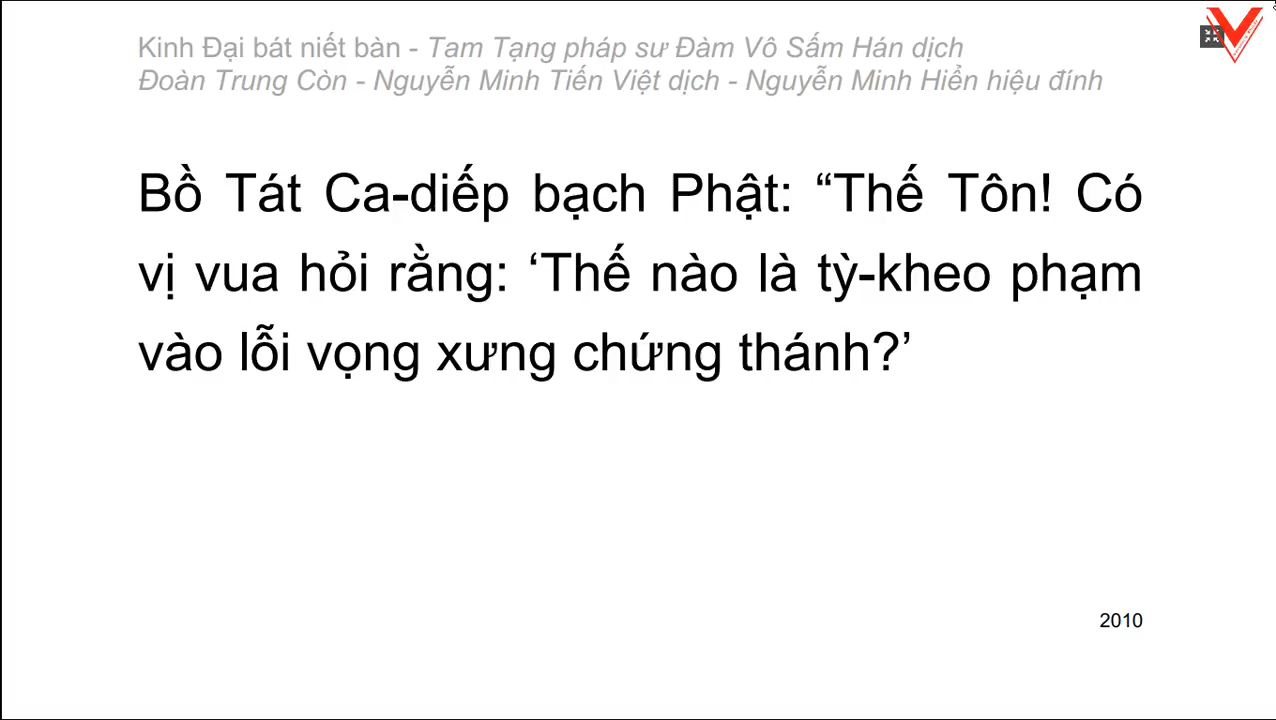 Kinh Đại bát niết bàn - Tam Tạng pháp sư Đàm Vô Sấm Hán dịch
Đoàn Trung Còn - Nguyễn Minh Tiến Việt dịch - Nguyễn Minh Hiển hiệu đính
Bồ Tát Ca-diếp bạch Phật: “Thế Tôn! Có
vị vua hỏi rằng: ‘Thế nào là tỳ-kheo phạm
vào lỗi vọng xưng chứng thánh?’
2010